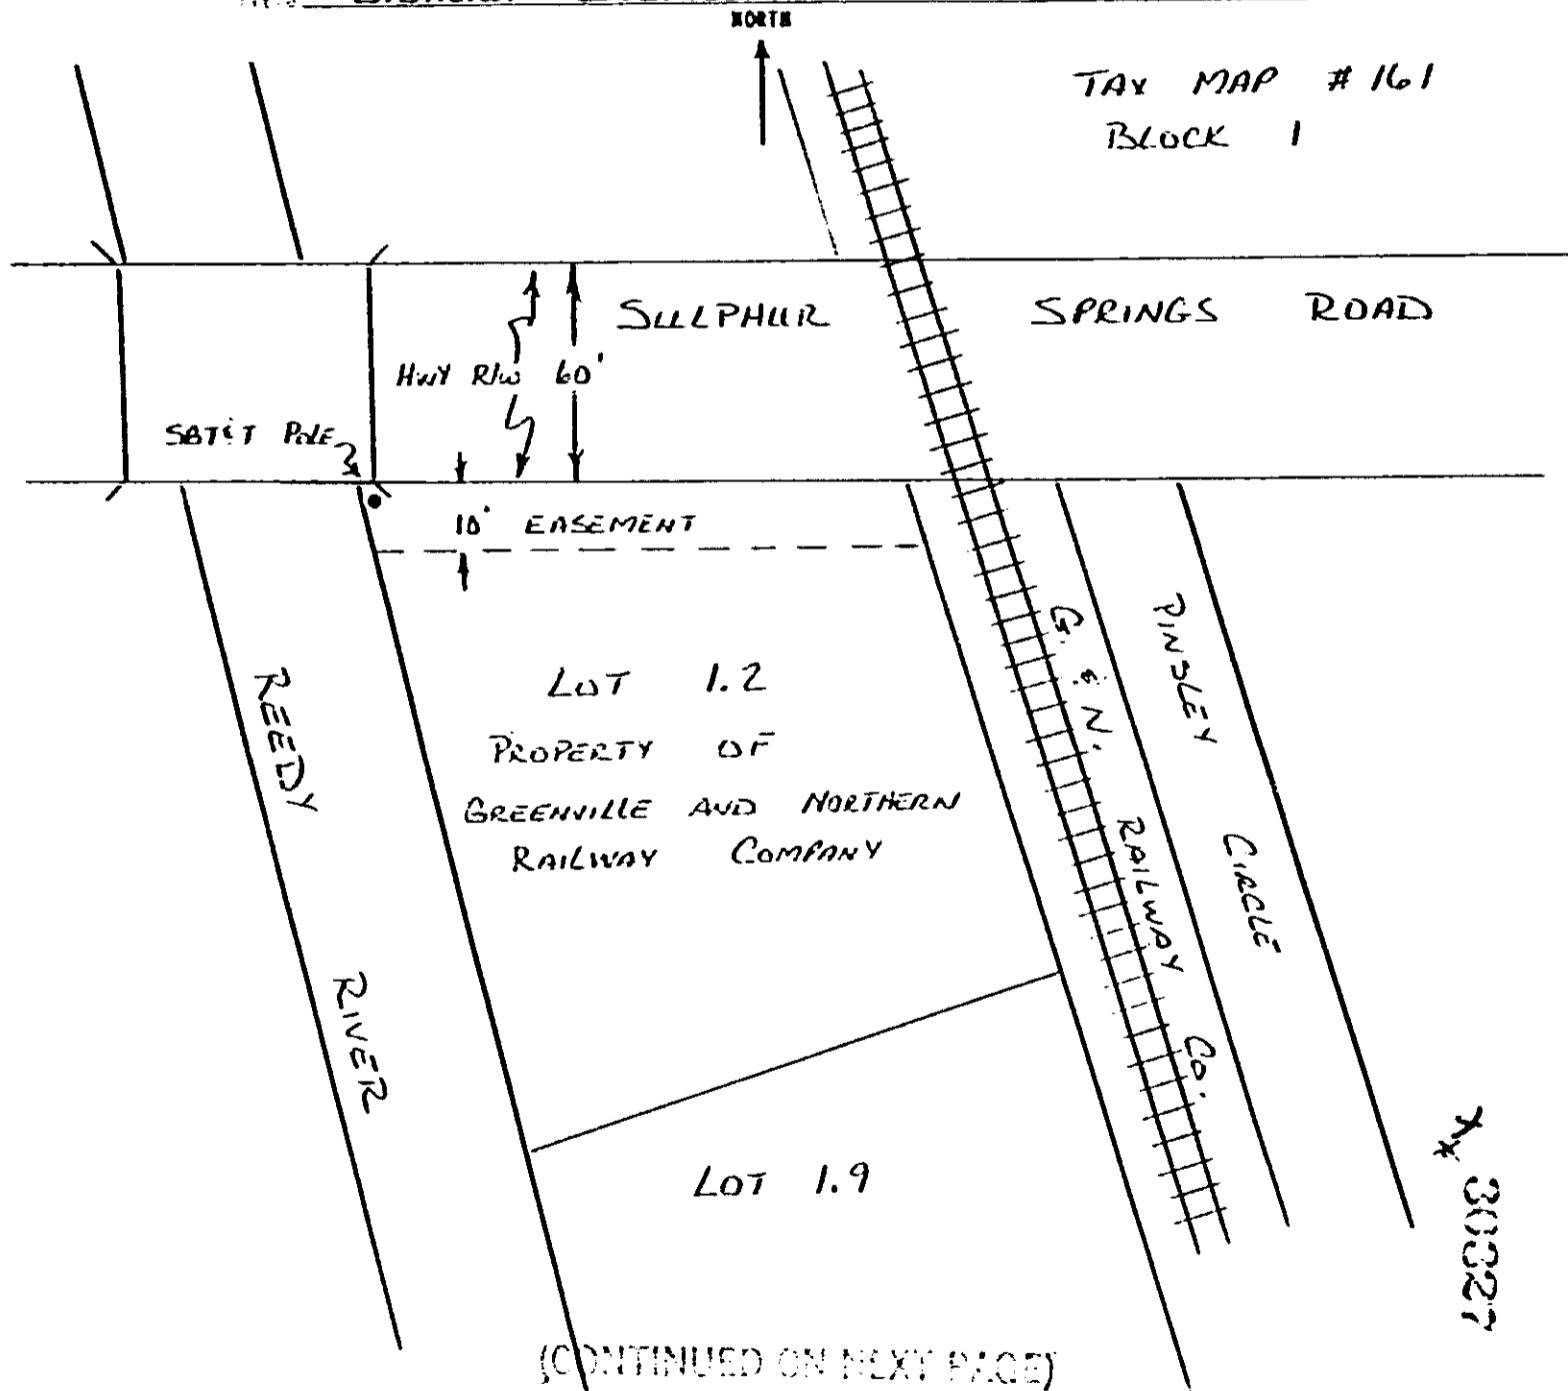 NORTH
TAX MAP # 161
BLOCK 1
SULPHUR SPRINGS ROAD
HWY R/W 60'
SBT&T POLE
10' EASEMENT
LOT 1.2
PROPERTY OF
GREENVILLE AND NORTHERN
RAILWAY COMPANY
REEDY RIVER
G. & N. RAILWAY CO.
PINSLEY CIRCLE
LOT 1.9
30327
(CONTINUED ON NEXT PAGE)